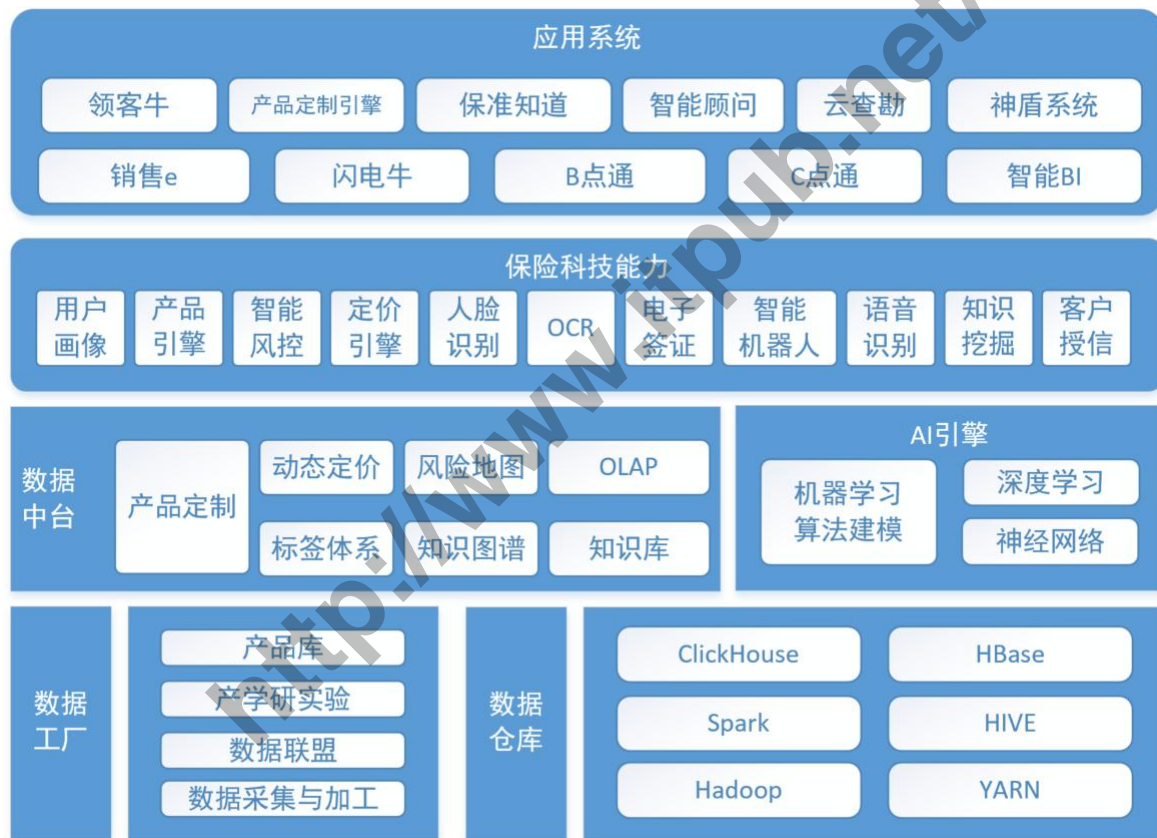 应用系统
领客牛 产品定制引擎 保准知道 智能顾问 云查勘 神盾系统
销售e 闪电牛 B点通 C点通 智能BI
保险科技能力
用户 产品 智能 定价 人脸 OCR 电子 智能 语音 知识 客户
画像 引擎 风控 引擎 识别 签证 机器人 识别 挖掘 授信
数据
中台
产品定制
动态定价 风险地图 OLAP
标签体系 知识图谱 知识库
AI引擎
机器学习
算法建模
深度学习
神经网络
数据
工厂
产品库
产学研实验
数据联盟
数据采集与加工
数据
仓库
ClickHouse HBase
Spark HIVE
Hadoop YARN
http://www.itpub.net/